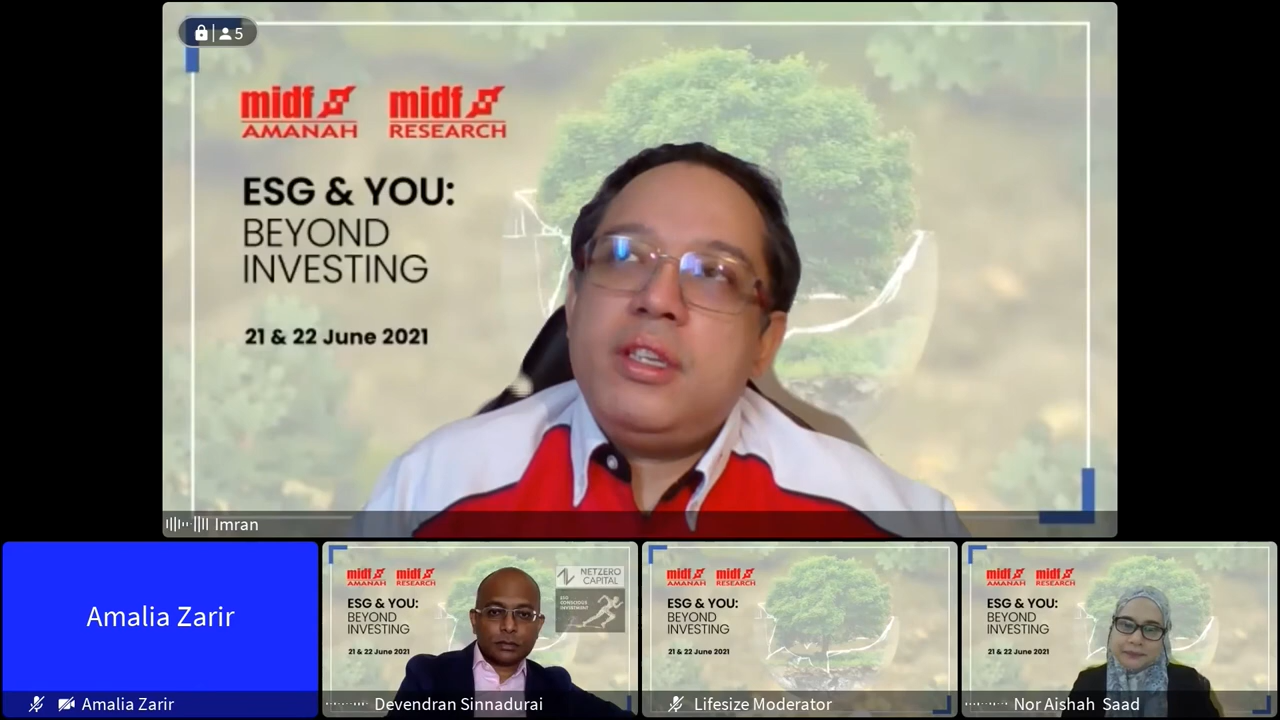 5
midf midf
AMANAH RESEARCH
ESG & YOU:
BEYOND
INVESTING
21 & 22 June 2021
Imran
Amalia Zarir
Amalia Zarir
midf midf
AMANAH RESEARCH
NETZERO
CAPITAL
ESG
CONSCIOUS
INVESTMENT
ESG & YOU:
BEYOND
INVESTING
21 & 22 June 2021
Devendran Sinnadurai
midf midf
AMANAH RESEARCH
ESG & YOU:
BEYOND
INVESTING
21 & 22 June 2021
Lifesize Moderator
midf midf
AMANAH RESEARCH
ESG & YOU:
BEYOND
INVESTING
21 & 22 June 2021
Nor Aishah Saad